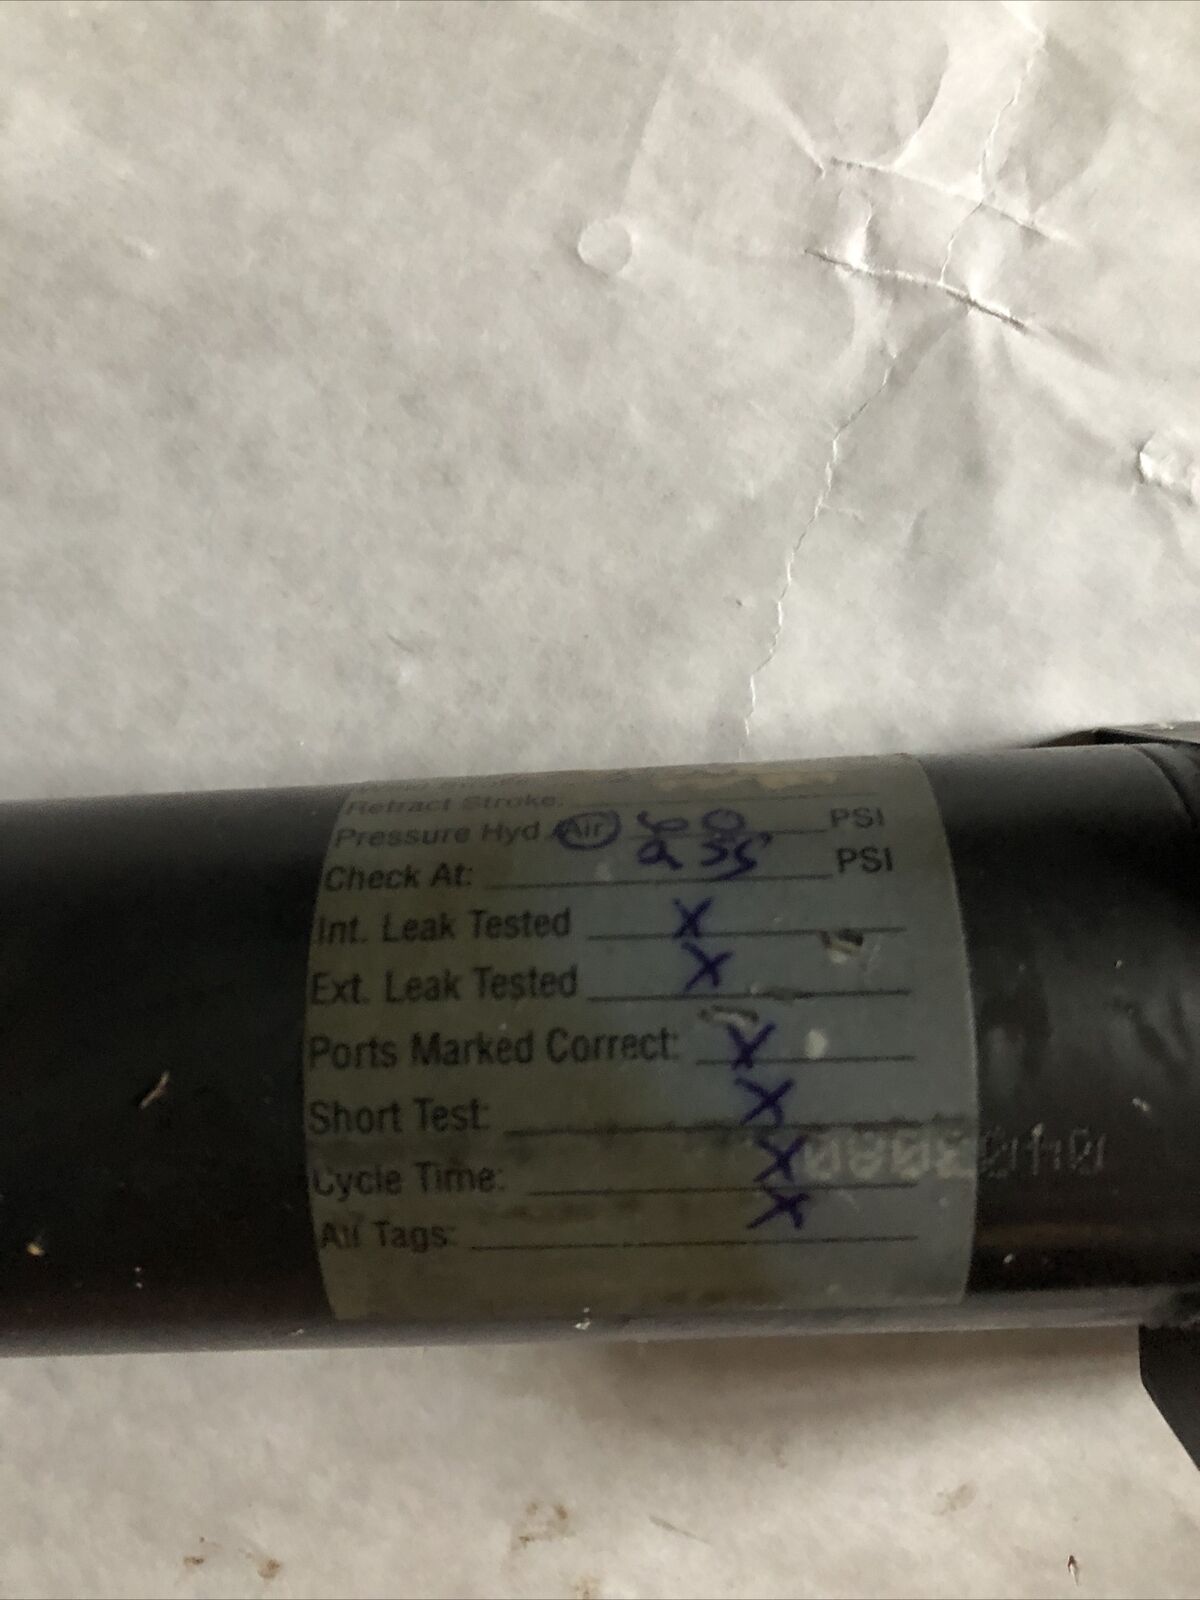 Retract Stroke:
Pressure Hyd. Air 60 PSI
Check At: 55 PSI
Int. Leak Tested X
Ext. Leak Tested X
Ports Marked Correct: X
Short Test: X
Cycle Time: X
All Tags: X